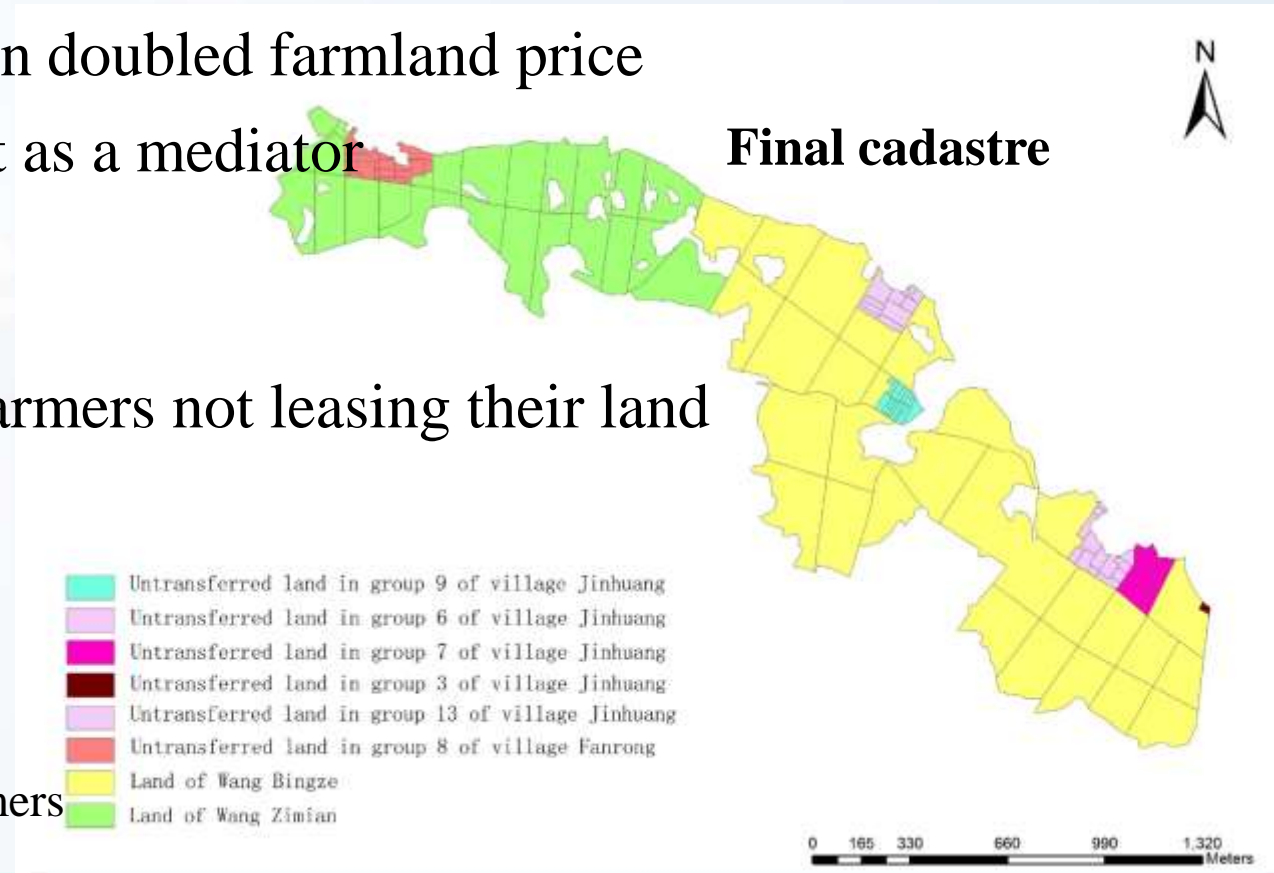 n doubled farmland price
N
t as a mediator
Final cadastre
armers not leasing their land
Untransferred land in group 9 of village Jinhuang
Untransferred land in group 6 of village Jinhuang
Untransferred land in group 7 of village Jinhuang
Untransferred land in group 3 of village Jinhuang
Untransferred land in group 13 of village Jinhuang
Untransferred land in group 8 of village Fanrong
Land of Wang Bingze
ners
Land of Wang Zimian
0 165 330 660 990 1,320
Meters